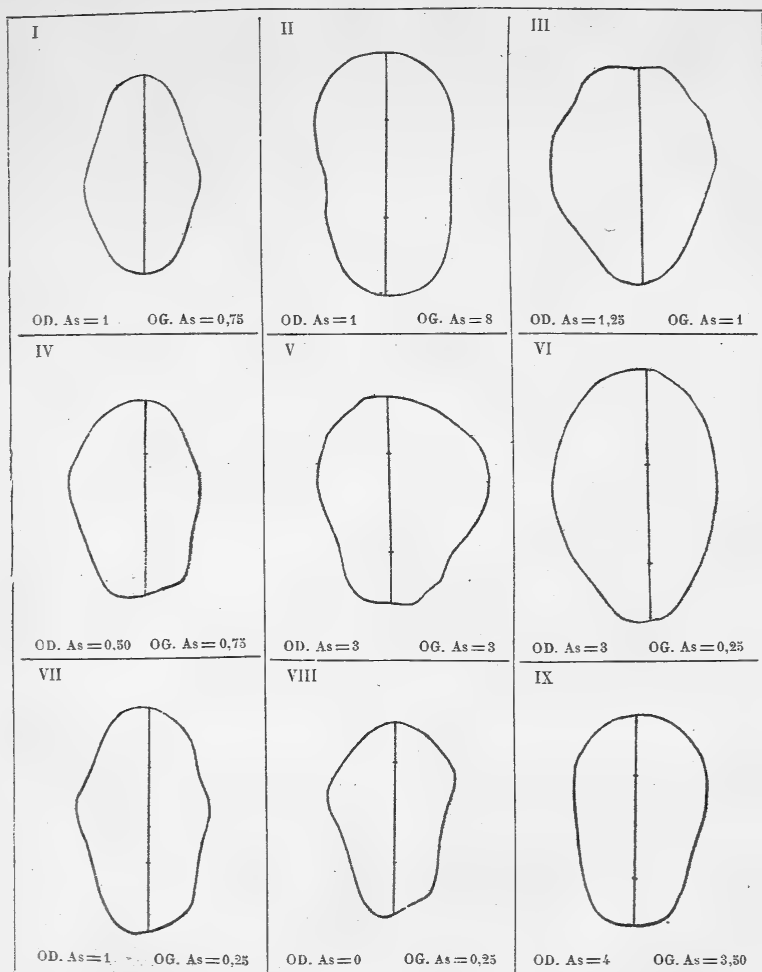 I II III
OD. As=1 OG. As=0,75 OD. As=1 OG. As=8 OD. As=1,25 OG. As=1
IV V VI
OD. As=0,50 OG. As=0,75 OD. As=3 OG. As=3 OD. As=3 OG. As=0,25
VII VIII IX
OD. As=1 OG. As=0,25 OD. As=0 OG. As=0,25 OD. As=4 OG. As=3,50